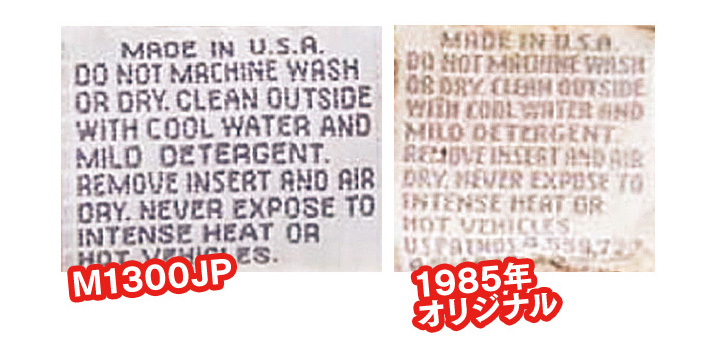 MADE IN U.S.A.
DO NOT MACHINE WASH
OR DRY. CLEAN OUTSIDE
WITH COOL WATER AND
MILD DETERGENT.
REMOVE INSERT AND AIR
DRY. NEVER EXPOSE TO
INTENSE HEAT OR
HOT VEHICLES.
M1300JP
MADE IN U.S.A.
DO NOT MACHINE WASH
OR DRY. CLEAN OUTSIDE
WITH COOL WATER AND
MILD DETERGENT.
REMOVE INSERT AND AIR
DRY. NEVER EXPOSE TO
INTENSE HEAT OR
HOT VEHICLES.
1985年
オリジナル